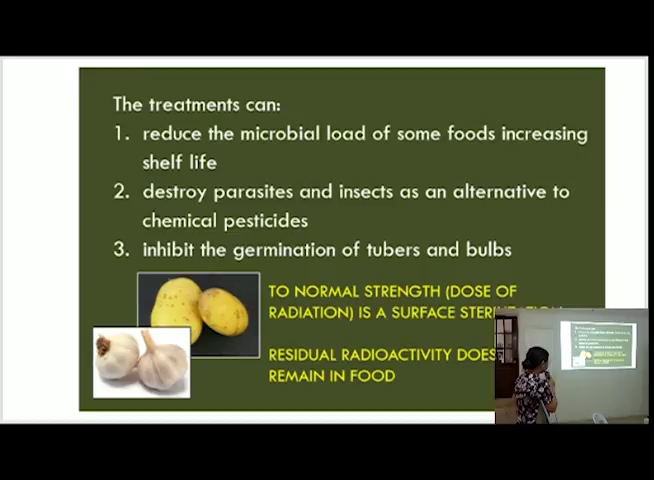 The treatments can:
1. reduce the microbial load of some foods increasing
shelf life
2. destroy parasites and insects as an alternative to
chemical pesticides
3. inhibit the germination of tubers and bulbs
TO NORMAL STRENGTH (DOSE OF
RADIATION) IS A SURFACE
RESIDUAL RADIOACTIVITY DOES
REMAIN IN FOOD